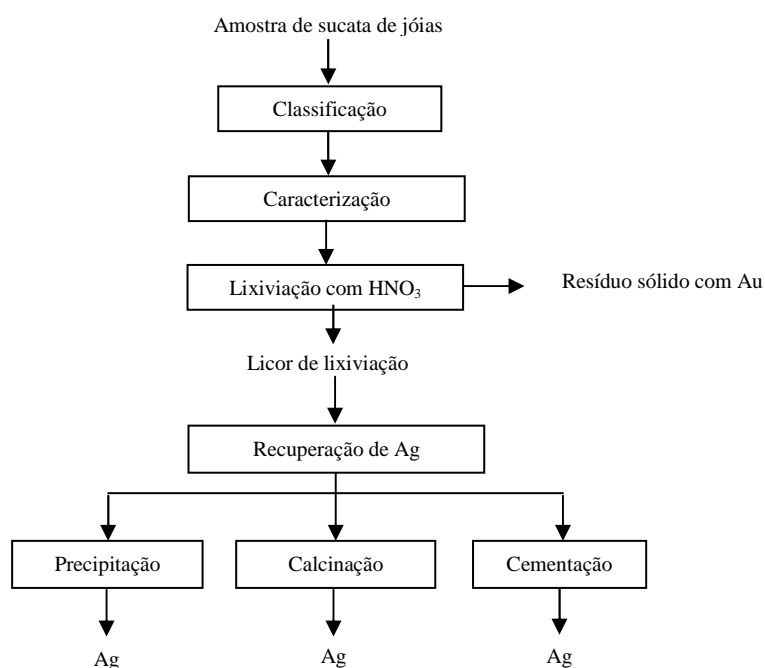 Amostra de sucata de jóias
Classificação
Caracterização
Lixiviação com HNO₃
Resíduo sólido com Au
Licor de lixiviação
Recuperação de Ag
Precipitação
Calcinação
Cementação
Ag
Ag
Ag